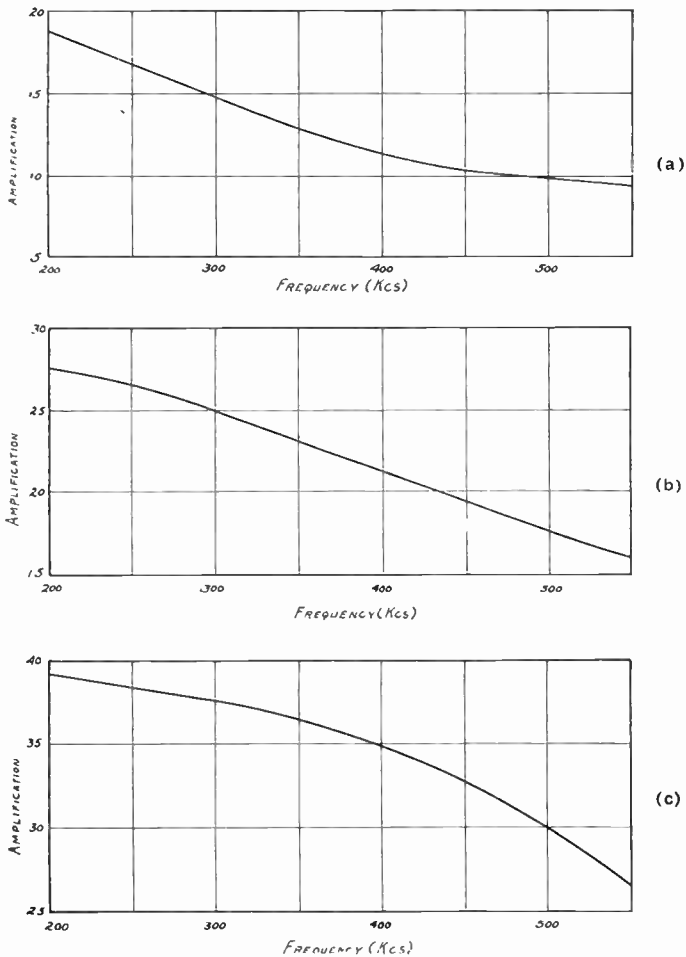 20
15
AMPLIFICATION
(a)
10
5
200 300 400 500
FREQUENCY (KCS)
30
25
AMPLIFICATION
(b)
20
15
200 300 400 500
FREQUENCY (KCS)
40
35
AMPLIFICATION
(c)
30
25
200 300 400 500
FREQUENCY (KCS)